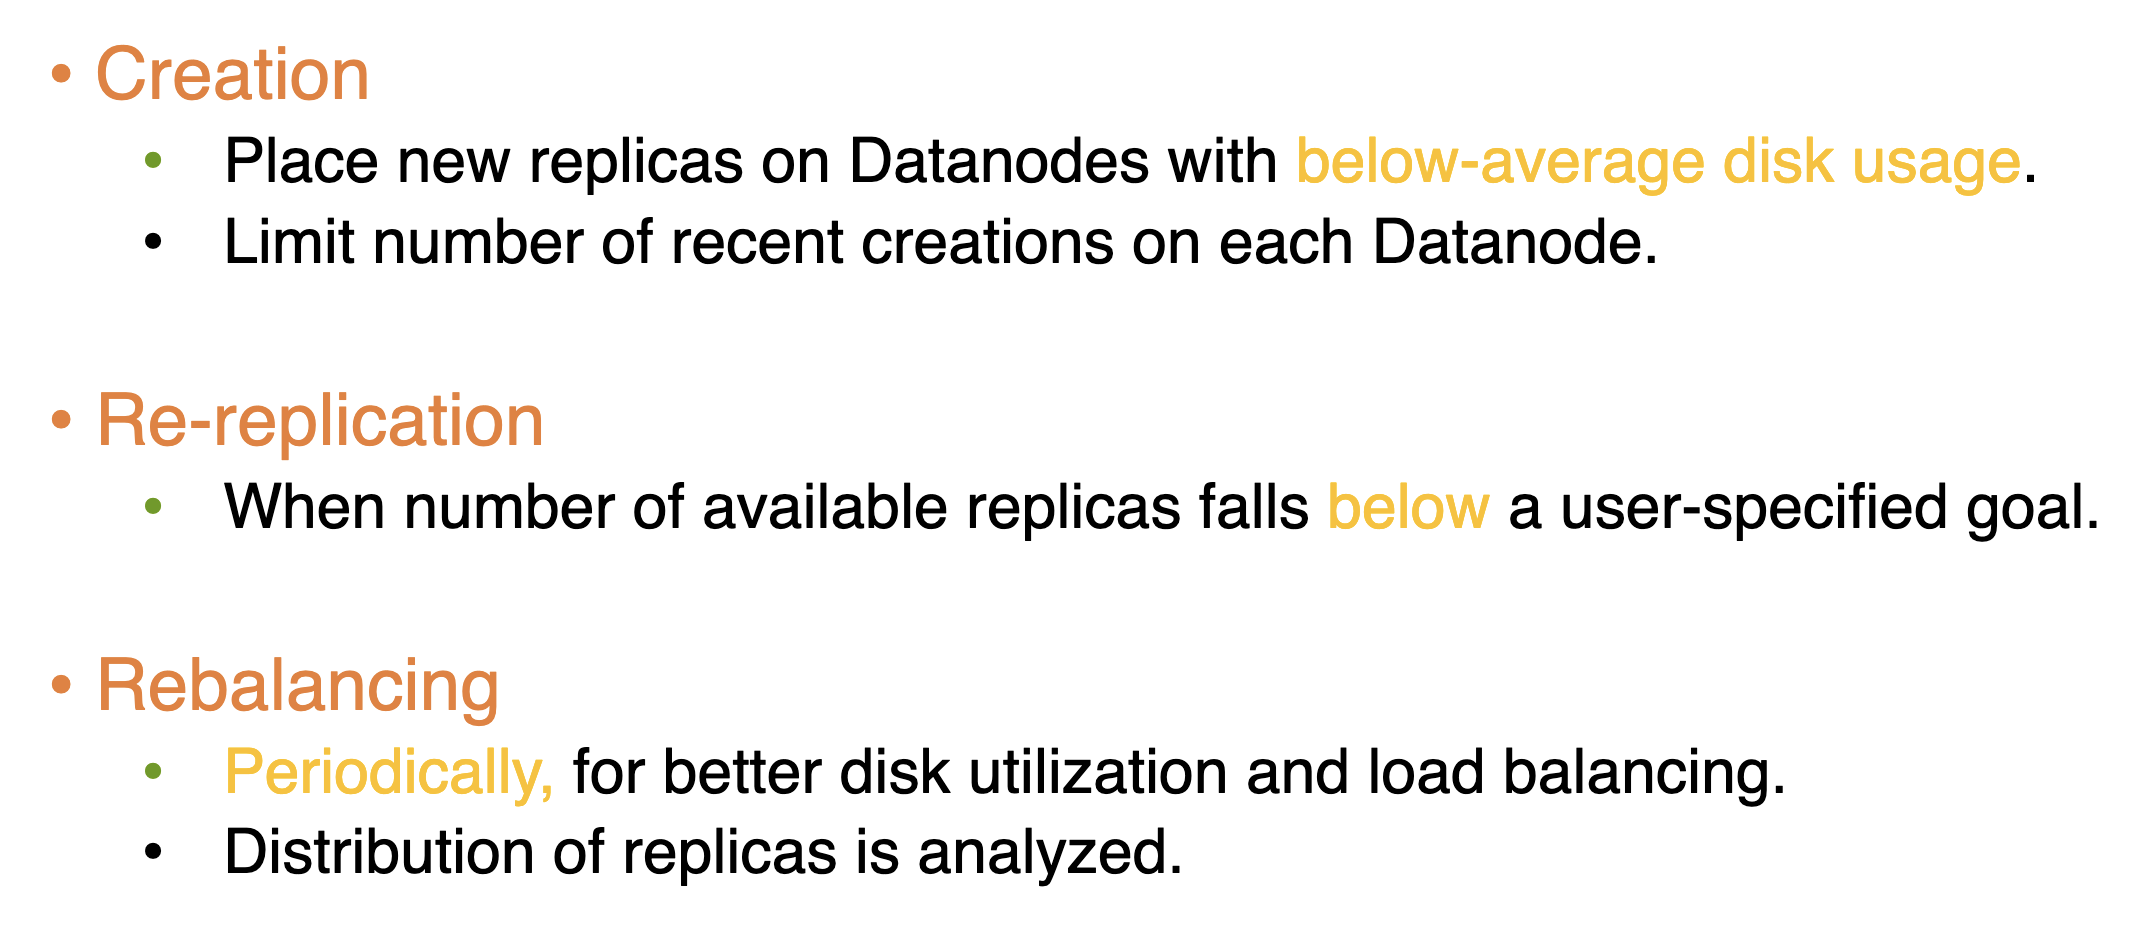 • Creation
• Place new replicas on Datanodes with below-average disk usage.
• Limit number of recent creations on each Datanode.
• Re-replication
• When number of available replicas falls below a user-specified goal.
• Rebalancing
• Periodically, for better disk utilization and load balancing.
• Distribution of replicas is analyzed.